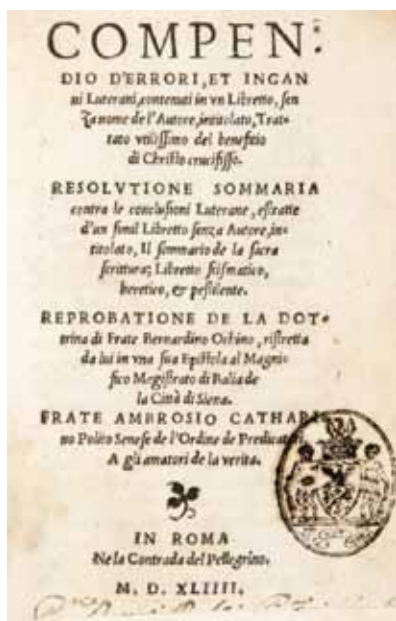 COMPEN:
DIO D'ERRORI, ET INGAN
ni Luterani, contenuti in vn Libretto, sen
za nome de l'Autore, intitolato, Trat-
tato vtilissimo del benefitio
di Christo crucifisso.
RESOLVTIONE SOMMARIA
contra le conclusioni Luterane, estratte
d'un simil Libretto senza Autore, in-
titolato, Il sommario de la sacra
scrittura; Libretto scismatico,
heretico, & pestilente.
REPROBATIONE DE LA DOT-
trina di Frate Bernardino Ochino, ristretta
da lui in vna sua Epistola al Magni-
fico Magistrato di Balia de
la Città di Siena.
FRATE AMBROSIO CATHARI
no Polito Senese de l'Ordine de Predicatori,
A gli amatori de la verita.
IN ROMA
Ne la Contrada del Pellegrino.
M. D. XLIIII.